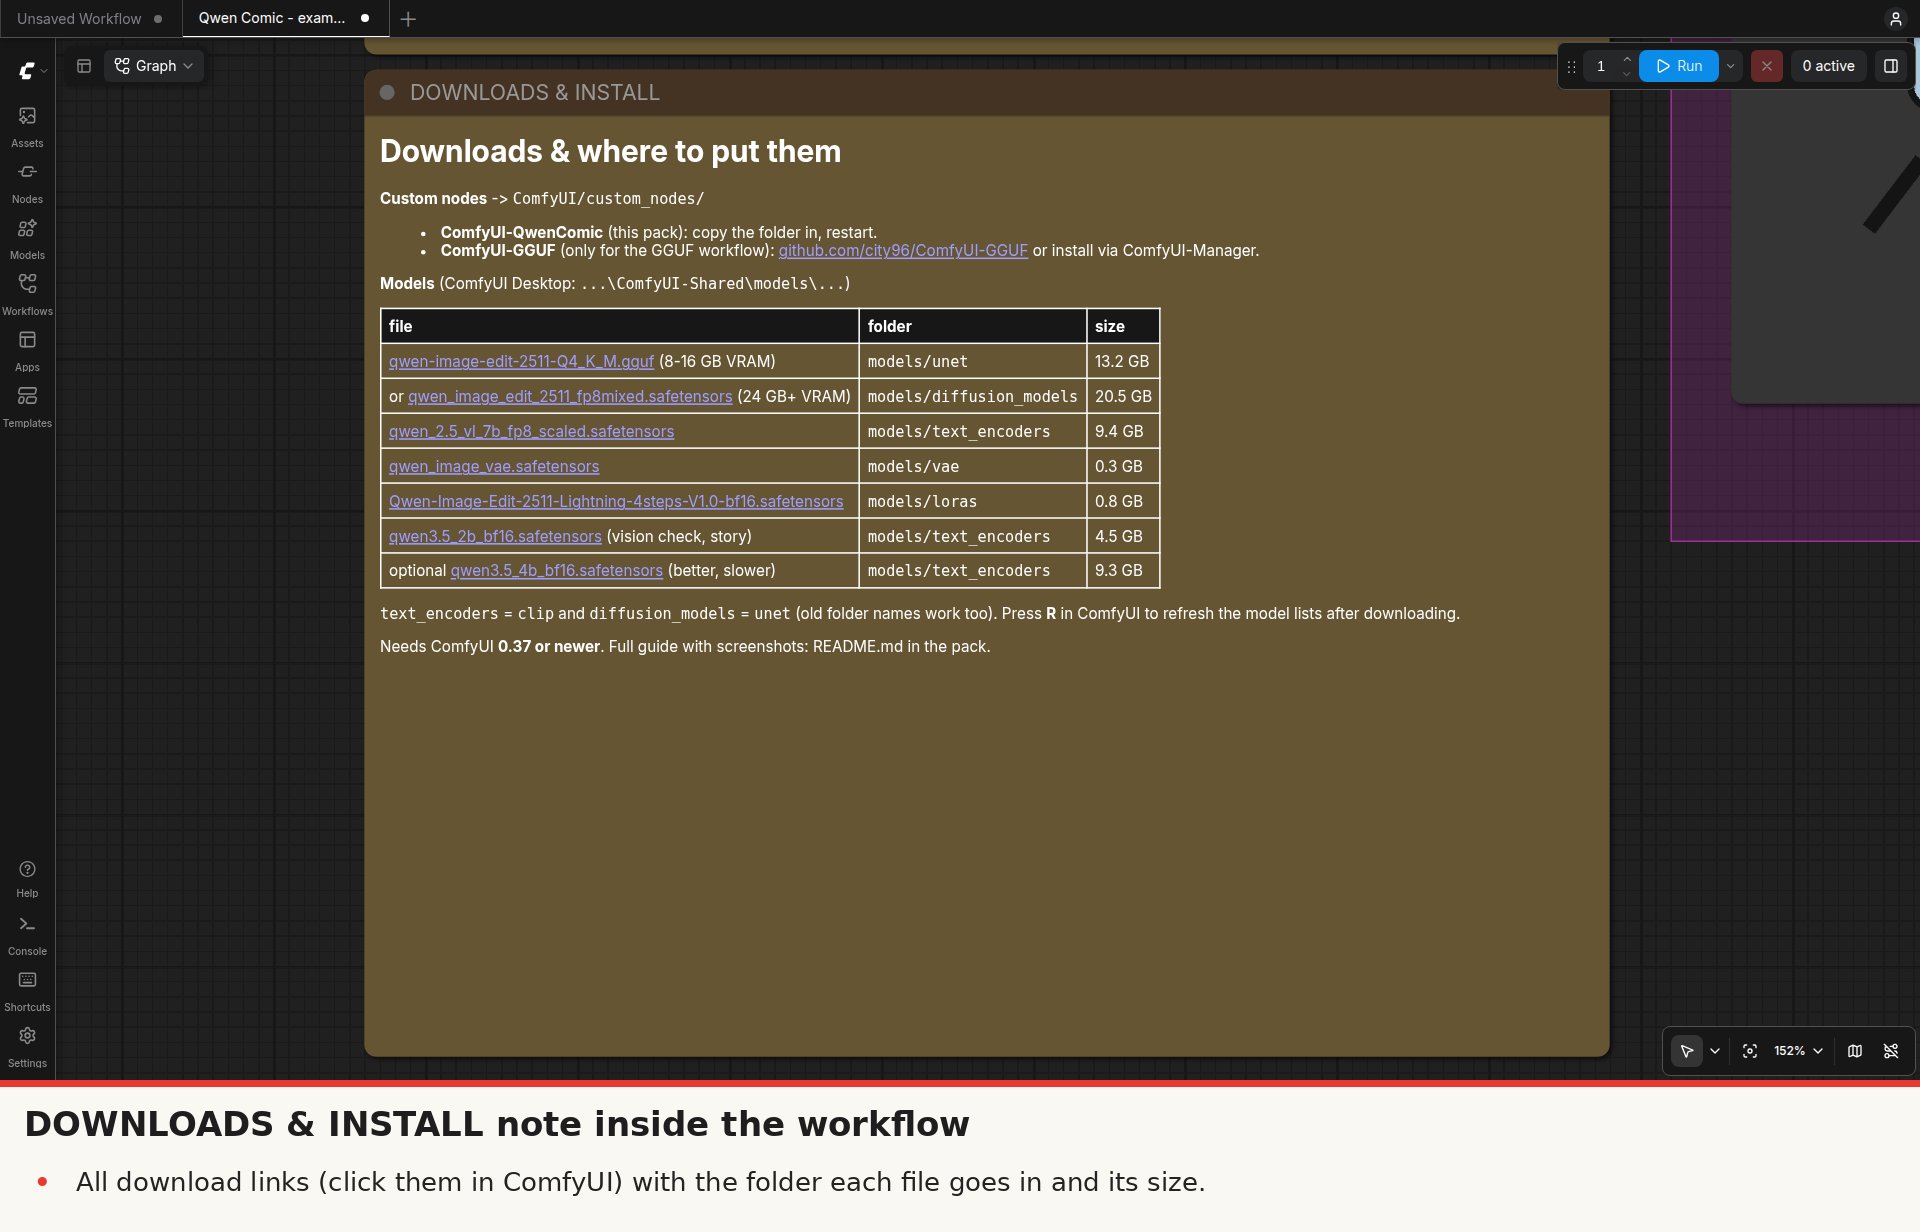 Unsaved Workflow
Qwen Comic - exam...
Graph
1
Run
0 active
Assets
Nodes
Models
Workflows
Apps
Templates
Help
Console
Shortcuts
Settings
DOWNLOADS & INSTALL
Downloads & where to put them
Custom nodes -> ComfyUI/custom_nodes/
• ComfyUI-QwenComic (this pack): copy the folder in, restart.
• ComfyUI-GGUF (only for the GGUF workflow): github.com/city96/ComfyUI-GGUF or install via ComfyUI-Manager.
Models (ComfyUI Desktop: ...\ComfyUI-Shared\models\...)
file folder size
qwen-image-edit-2511-Q4_K_M.gguf (8-16 GB VRAM) models/unet 13.2 GB
or qwen_image_edit_2511_fp8mixed.safetensors (24 GB+ VRAM) models/diffusion_models 20.5 GB
qwen_2.5_vl_7b_fp8_scaled.safetensors models/text_encoders 9.4 GB
qwen_image_vae.safetensors models/vae 0.3 GB
Qwen-Image-Edit-2511-Lightning-4steps-V1.0-bf16.safetensors models/loras 0.8 GB
qwen3.5_2b_bf16.safetensors (vision check, story) models/text_encoders 4.5 GB
optional qwen3.5_4b_bf16.safetensors (better, slower) models/text_encoders 9.3 GB
text_encoders = clip and diffusion_models = unet (old folder names work too). Press R in ComfyUI to refresh the model lists after downloading.
Needs ComfyUI 0.37 or newer. Full guide with screenshots: README.md in the pack.
152%
DOWNLOADS & INSTALL note inside the workflow
• All download links (click them in ComfyUI) with the folder each file goes in and its size.